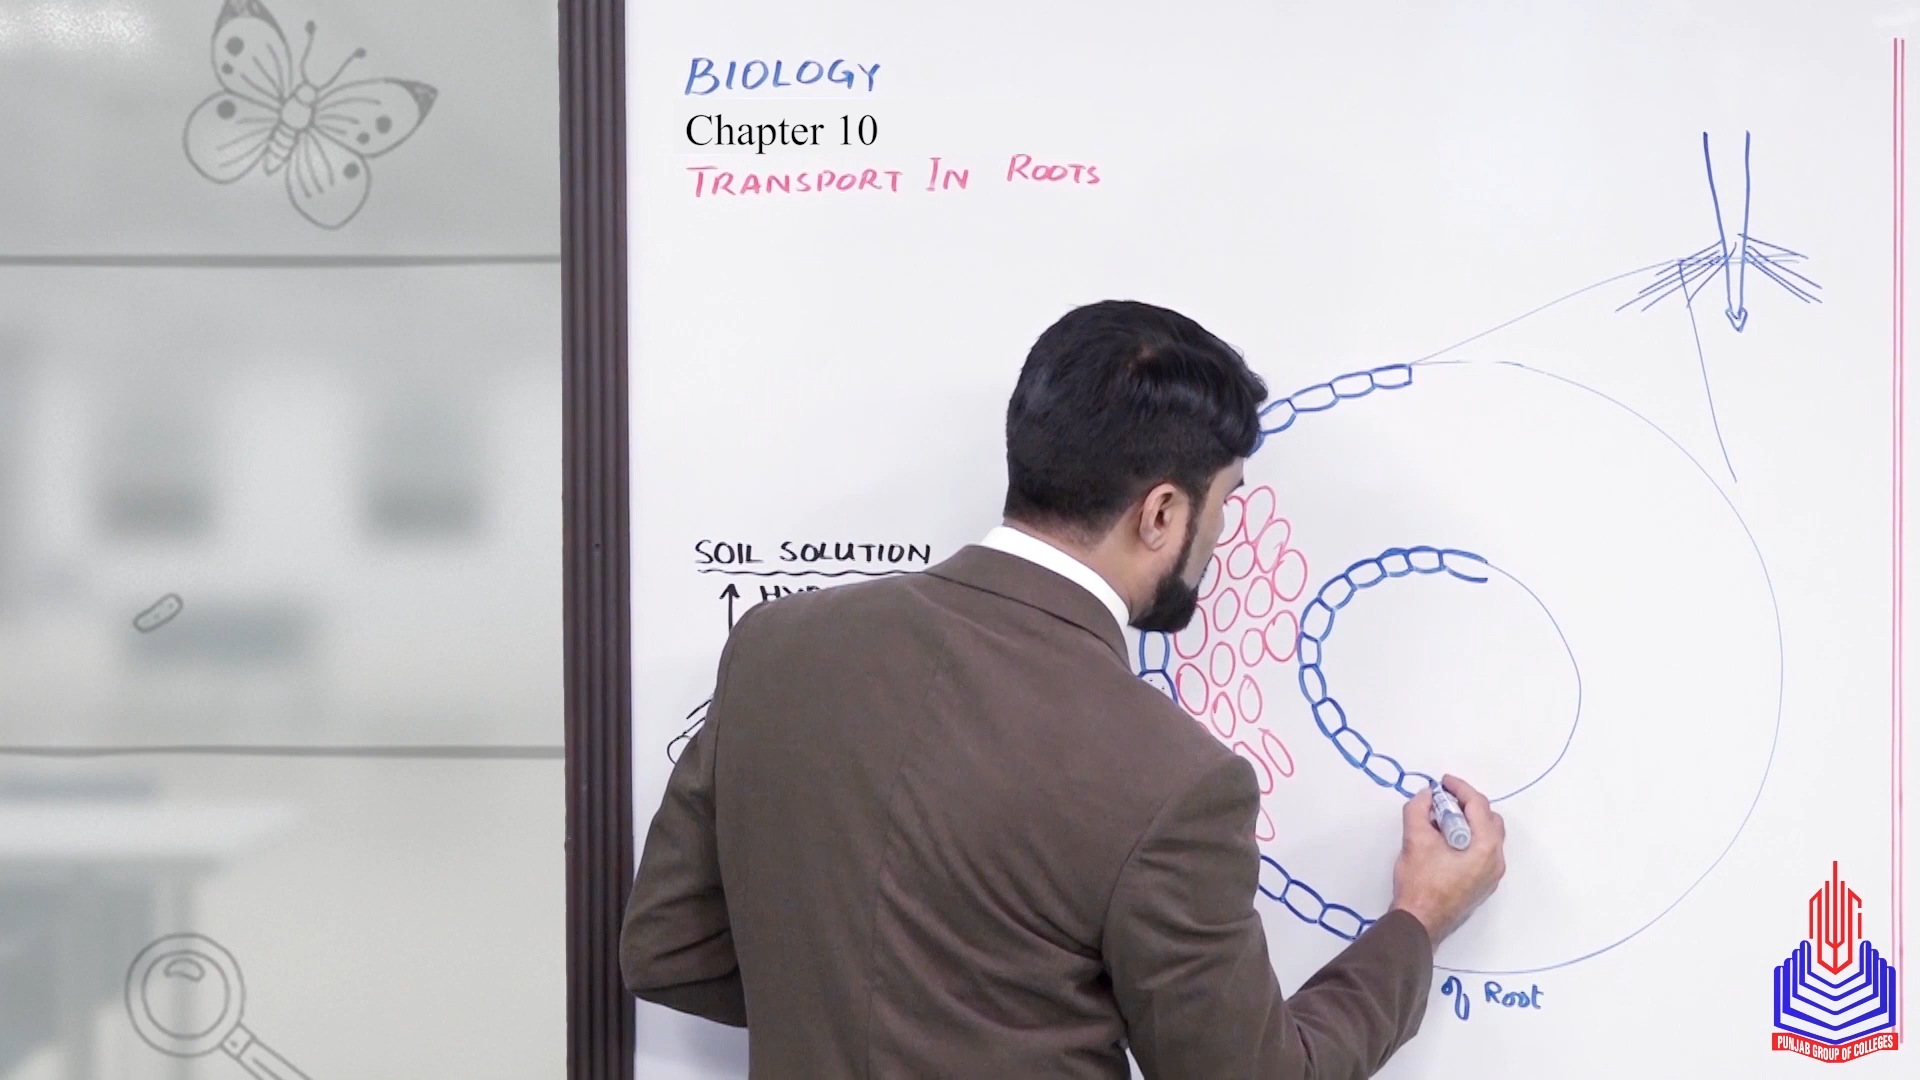 BIOLOGY
Chapter 10
TRANSPORT IN ROOTS
SOIL SOLUTION
of Root
PUNJAB GROUP OF COLLEGES